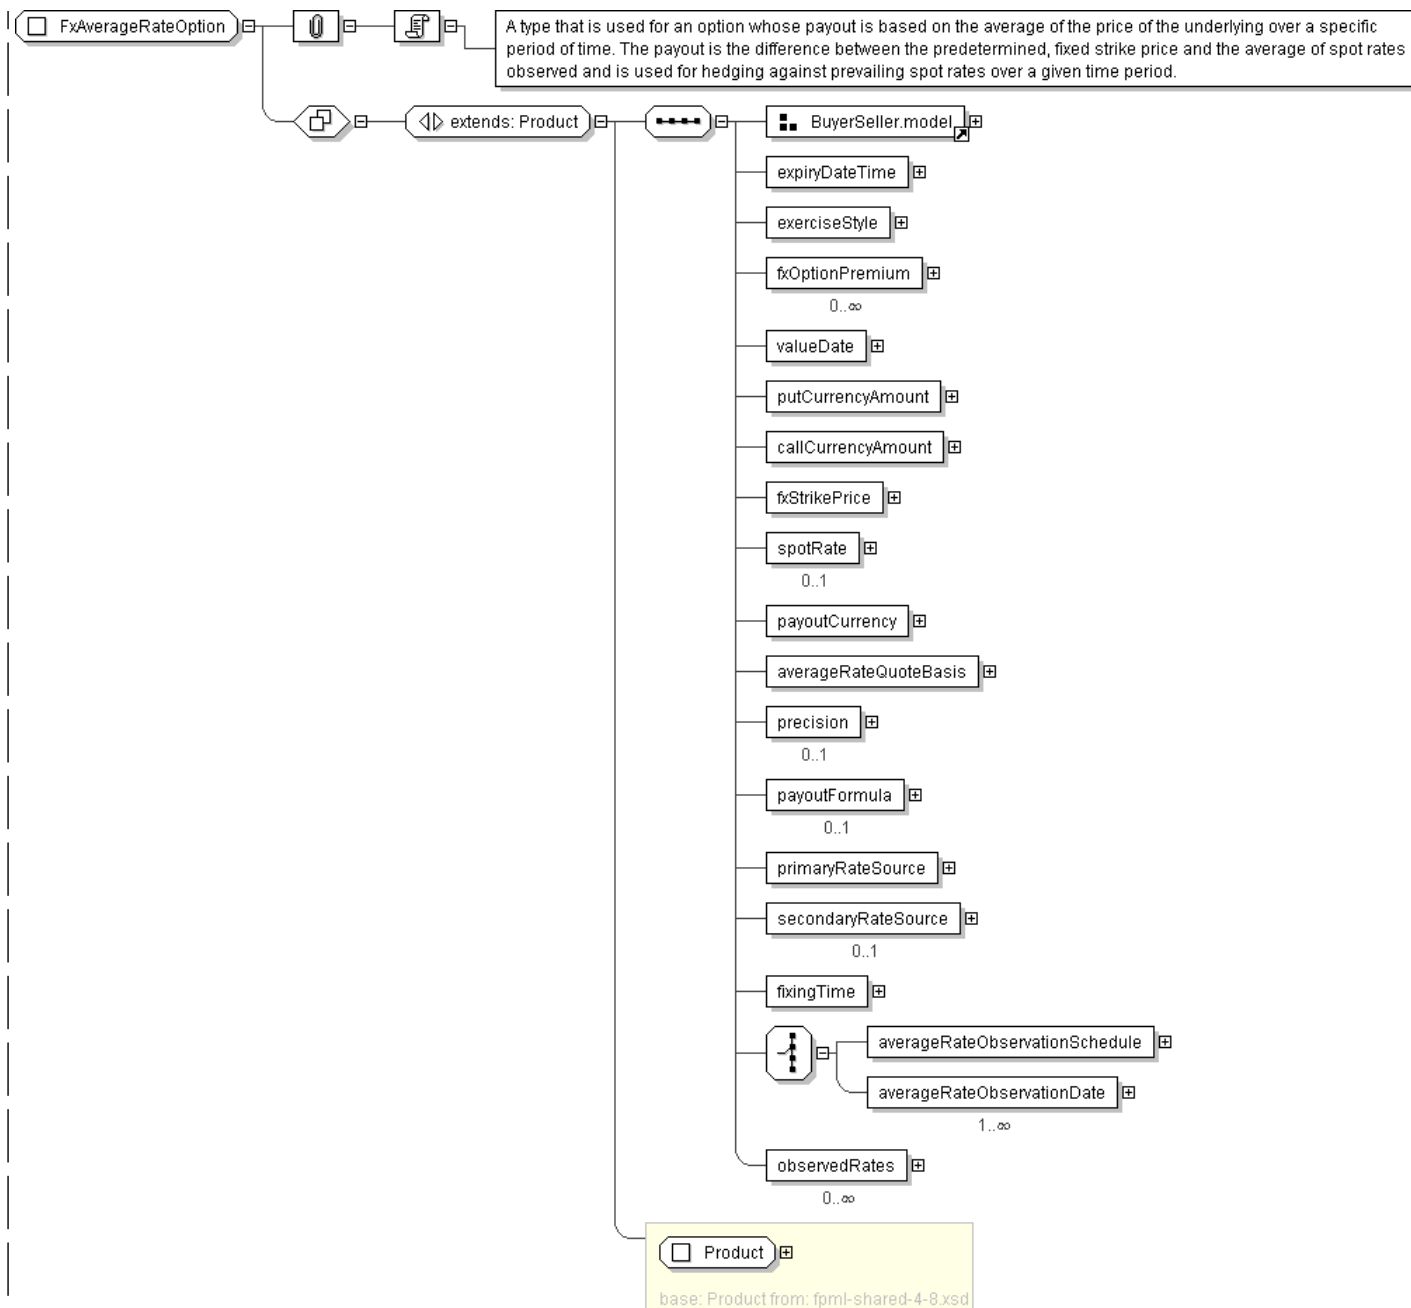 FxAverageRateOption
A type that is used for an option whose payout is based on the average of the price of the underlying over a specific
period of time. The payout is the difference between the predetermined, fixed strike price and the average of spot rates
observed and is used for hedging against prevailing spot rates over a given time period.
extends: Product
BuyerSeller.model
expiryDateTime
exerciseStyle
fxOptionPremium
0..∞
valueDate
putCurrencyAmount
callCurrencyAmount
fxStrikePrice
spotRate
0..1
payoutCurrency
averageRateQuoteBasis
precision
0..1
payoutFormula
0..1
primaryRateSource
secondaryRateSource
0..1
fixingTime
averageRateObservationSchedule
averageRateObservationDate
1..∞
observedRates
0..∞
Product
base: Product from: fpml-shared-4-8.xsd